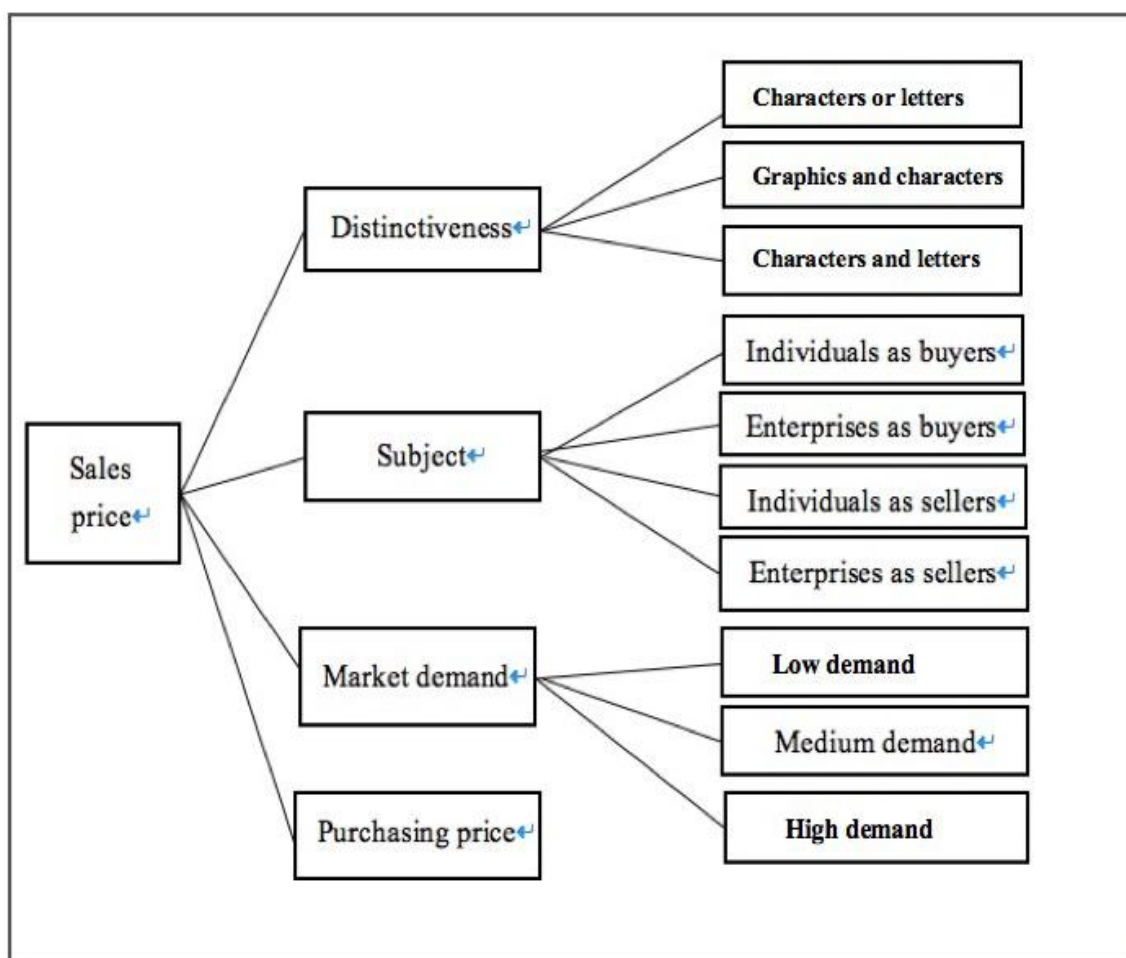 Sales
price↵
Distinctiveness↵
Characters or letters
Graphics and characters
Characters and letters
Subject↵
Individuals as buyers↵
Enterprises as buyers↵
Individuals as sellers↵
Enterprises as sellers↵
Market demand↵
Low demand
Medium demand↵
High demand
Purchasing price↵